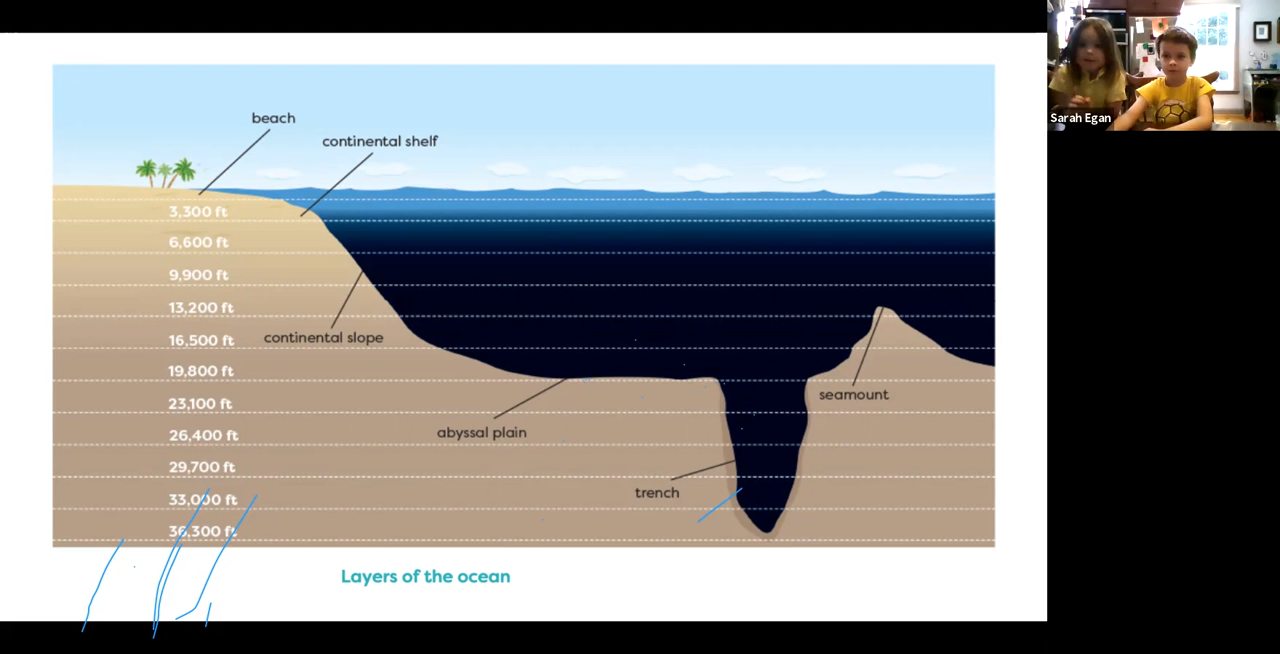 Sarah Egan
beach
continental shelf
3,300 ft
6,600 ft
9,900 ft
13,200 ft
continental slope
16,500 ft
19,800 ft
seamount
23,100 ft
abyssal plain
26,400 ft
29,700 ft
trench
33,000 ft
36,300 ft
Layers of the ocean